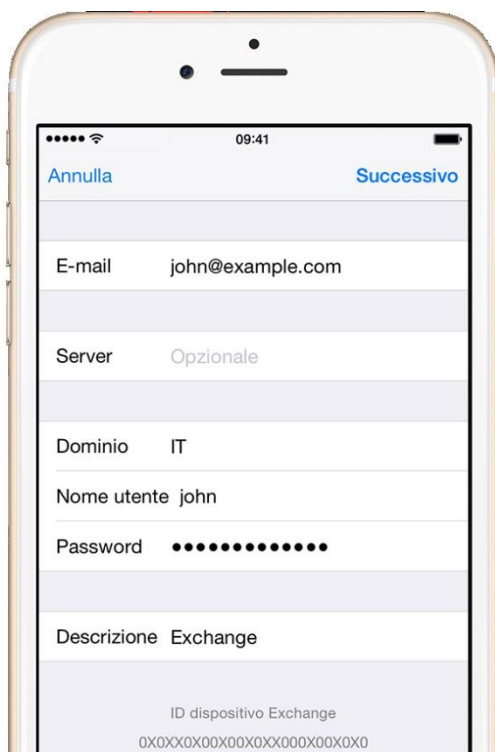 09:41
Annulla Successivo
E-mail john@example.com
Server Opzionale
Dominio IT
Nome utente john
Password •••••••••••••
Descrizione Exchange
ID dispositivo Exchange
0X0XX0X00X00X0XX000X00X0X0